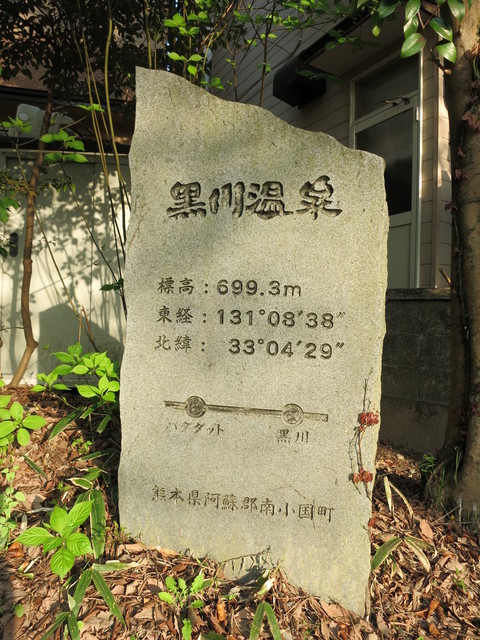 黒川温泉
標高：699.3m
東経：131°08′38″
北緯：33°04′29″
ハゲダット 黒川
熊本県阿蘇郡南小国町